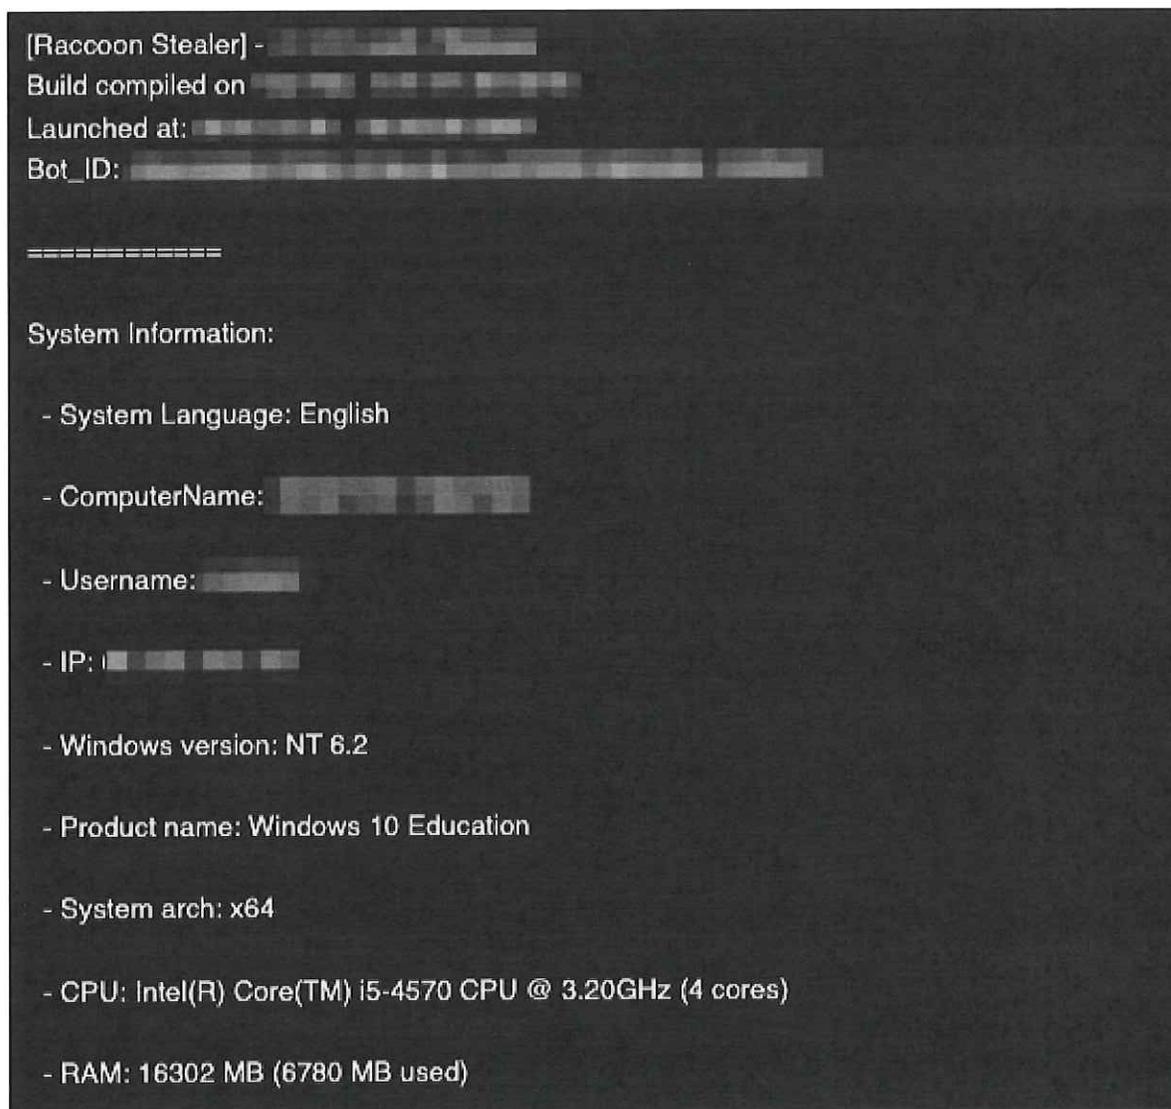 [Raccoon Stealer] -
Build compiled on
Launched at:
Bot_ID:
============
System Information:
- System Language: English
- ComputerName:
- Username:
- IP:
- Windows version: NT 6.2
- Product name: Windows 10 Education
- System arch: x64
- CPU: Intel(R) Core(TM) i5-4570 CPU @ 3.20GHz (4 cores)
- RAM: 16302 MB (6780 MB used)